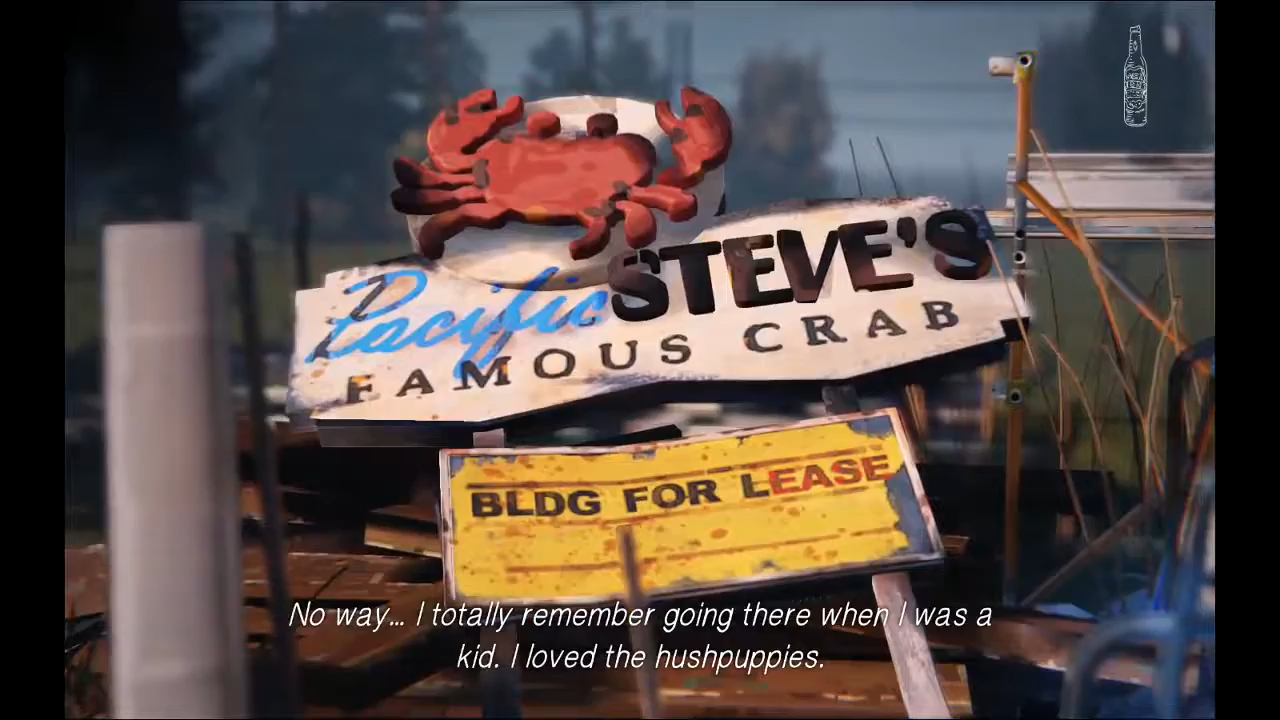 Pacific STEVE'S
FAMOUS CRAB
BLDG FOR LEASE
No way... I totally remember going there when I was a
kid. I loved the hushpuppies.